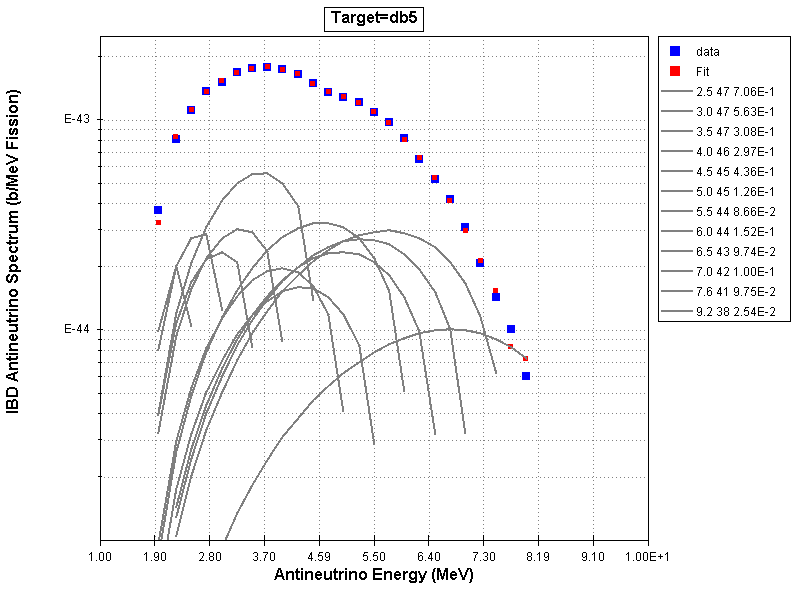 Target=db5
IBD Antineutrino Spectrum (b/MeV Fission)
E-43
E-44
data
Fit
2.5 47 7.06E-1
3.0 47 5.63E-1
3.5 47 3.08E-1
4.0 46 2.97E-1
4.5 45 4.36E-1
5.0 45 1.26E-1
5.5 44 8.66E-2
6.0 44 1.52E-1
6.5 43 9.74E-2
7.0 42 1.00E-1
7.6 41 9.75E-2
9.2 38 2.54E-2
1.00 1.90 2.80 3.70 4.59 5.50 6.40 7.30 8.19 9.10 1.00E+1
Antineutrino Energy (MeV)